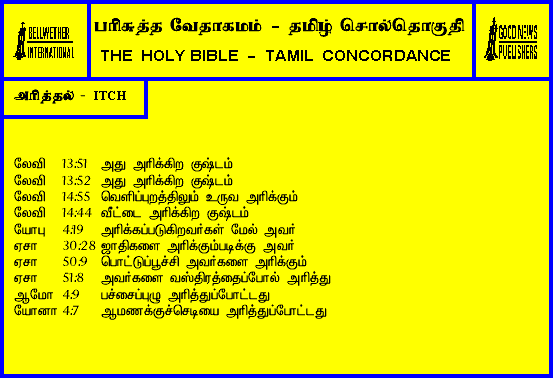 BELLWETHER INTERNATIONAL
பரிசுத்த வேதாகமம் - தமிழ் சொல்தொகுதி
THE HOLY BIBLE - TAMIL CONCORDANCE
GOOD NEWS PUBLISHERS
அரித்தல் - ITCH
லேவி 13:51 அது அரிக்கிற குஷ்டம்
லேவி 13:52 அது அரிக்கிற குஷ்டம்
லேவி 14:55 வெளிப்புறத்திலும் உருவ அரிக்கும்
லேவி 14:44 வீட்டை அரிக்கிற குஷ்டம்
யோபு 4:19 அரிக்கப்படுகிறவர்கள் மேல் அவர்
ஏசா 30:28 ஜாதிகளை அரிக்கும்படிக்கு அவர்
ஏசா 50:9 பொட்டுப்பூச்சி அவர்களை அரிக்கும்
ஏசா 51:8 அவர்களை வஸ்திரத்தைப்போல் அரித்து
ஆமோ 4:9 பச்சைப்புழு அரித்துப்போட்டது
யோனா 4:7 ஆமணக்குச்செடியை அரித்துப்போட்டது